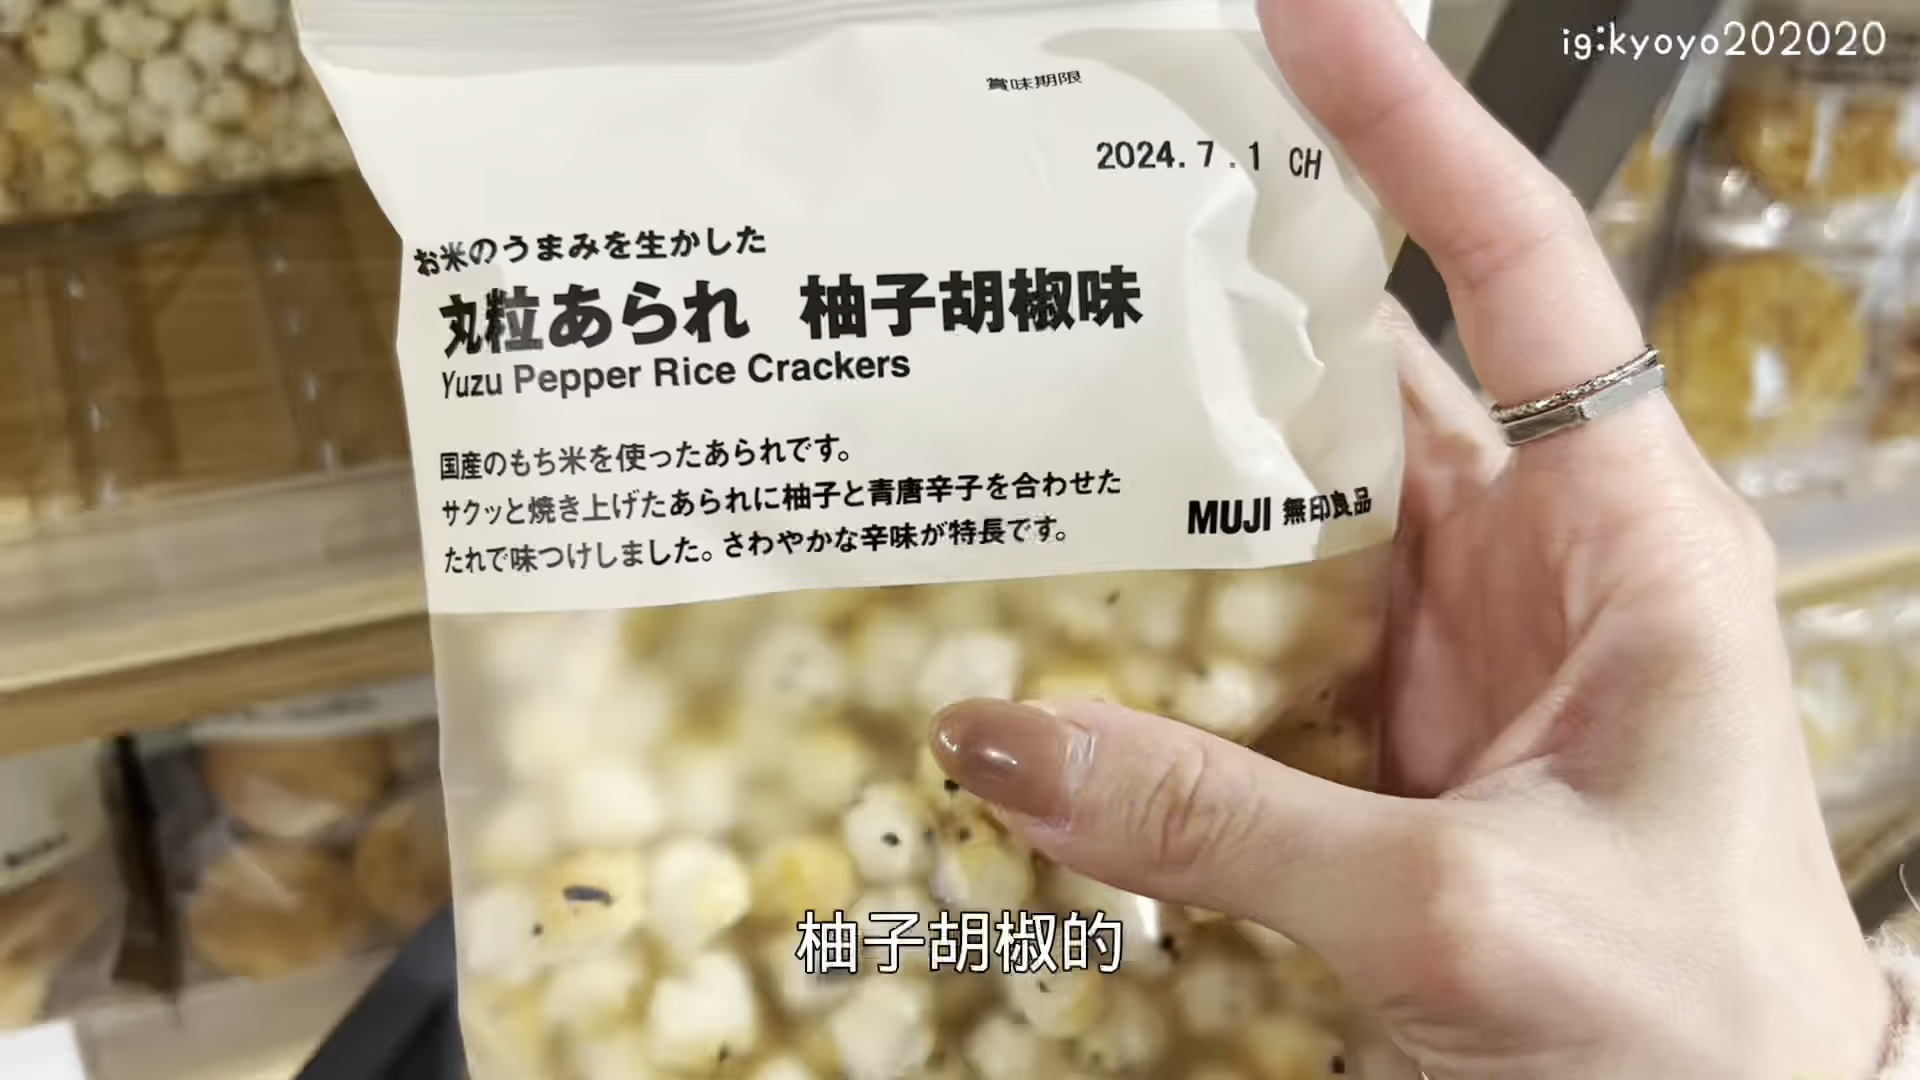 ig:kyoyo202020
賞味期限
2024.7.1 CH
お米のうまみを生かした
丸粒あられ 柚子胡椒味
Yuzu Pepper Rice Crackers
国産のもち米を使ったあられです。
サクッと焼き上げたあられに柚子と青唐辛子を合わせた
たれで味つけしました。さわやかな辛味が特長です。
MUJI 無印良品
柚子胡椒的